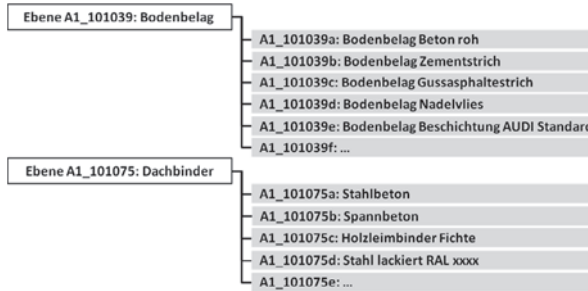 Ebene A1_101039: Bodenbelag
A1_101039a: Bodenbelag Beton roh
A1_101039b: Bodenbelag Zementstrich
A1_101039c: Bodenbelag Gussasphaltestrich
A1_101039d: Bodenbelag Nadelvlies
A1_101039e: Bodenbelag Beschichtung AUDI Standard
A1_101039f: ...
Ebene A1_101075: Dachbinder
A1_101075a: Stahlbeton
A1_101075b: Spannbeton
A1_101075c: Holzleimbinder Fichte
A1_101075d: Stahl lackiert RAL xxxx
A1_101075e: ...